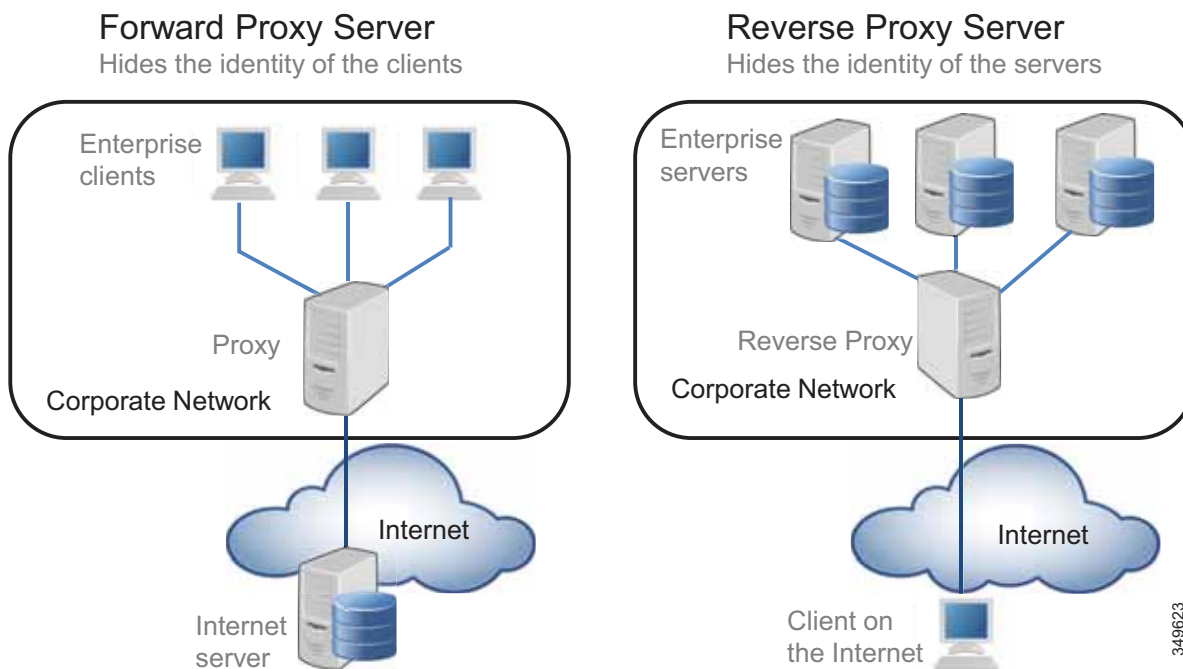 Forward Proxy Server
Hides the identity of the clients
Enterprise
clients
Proxy
Corporate Network
Internet
Internet
server
Reverse Proxy Server
Hides the identity of the servers
Enterprise
servers
Reverse Proxy
Corporate Network
Internet
Client on
the Internet
349623